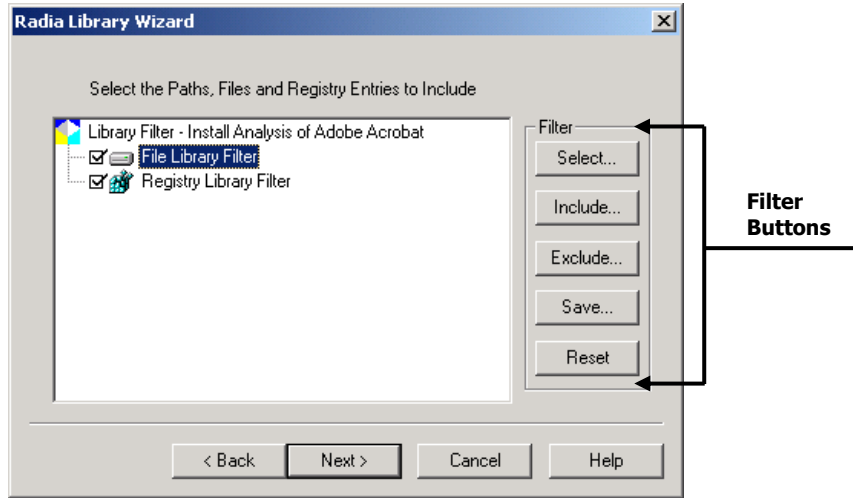 Radia Library Wizard
Select the Paths, Files and Registry Entries to Include
Library Filter - Install Analysis of Adobe Acrobat
File Library Filter
Registry Library Filter
Filter
Select...
Include...
Exclude...
Save...
Reset
Filter
Buttons
< Back
Next >
Cancel
Help